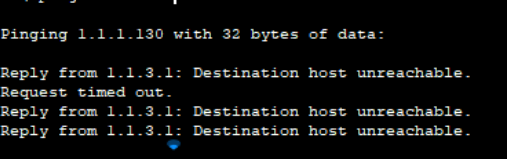 Pinging 1.1.1.130 with 32 bytes of data:
Reply from 1.1.3.1: Destination host unreachable.
Request timed out.
Reply from 1.1.3.1: Destination host unreachable.
Reply from 1.1.3.1: Destination host unreachable.